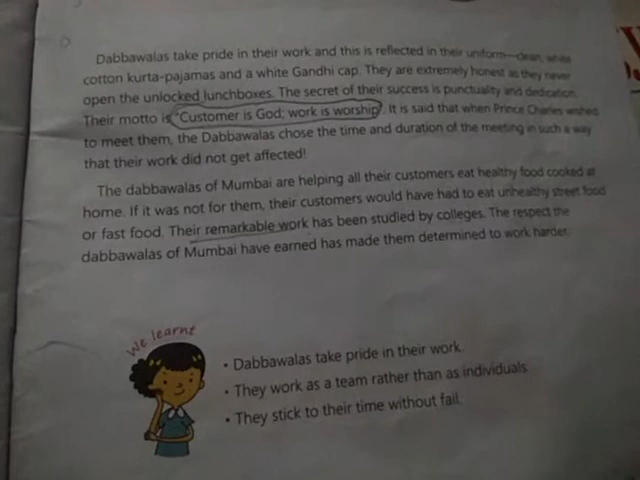 Dabbawalas take pride in their work and this is reflected in their uniform—clean, white
cotton kurta-pajamas and a white Gandhi cap. They are extremely honest as they never
open the unlocked lunchboxes. The secret of their success is punctuality and dedication.
Their motto is 'Customer is God; work is worship'. It is said that when Prince Charles wished
to meet them, the Dabbawalas chose the time and duration of the meeting in such a way
that their work did not get affected!
The dabbawalas of Mumbai are helping all their customers eat healthy food cooked at
home. If it was not for them, their customers would have had to eat unhealthy street food
or fast food. Their remarkable work has been studied by colleges. The respect the
dabbawalas of Mumbai have earned has made them determined to work harder.
We learnt
• Dabbawalas take pride in their work.
• They work as a team rather than as individuals.
• They stick to their time without fail.